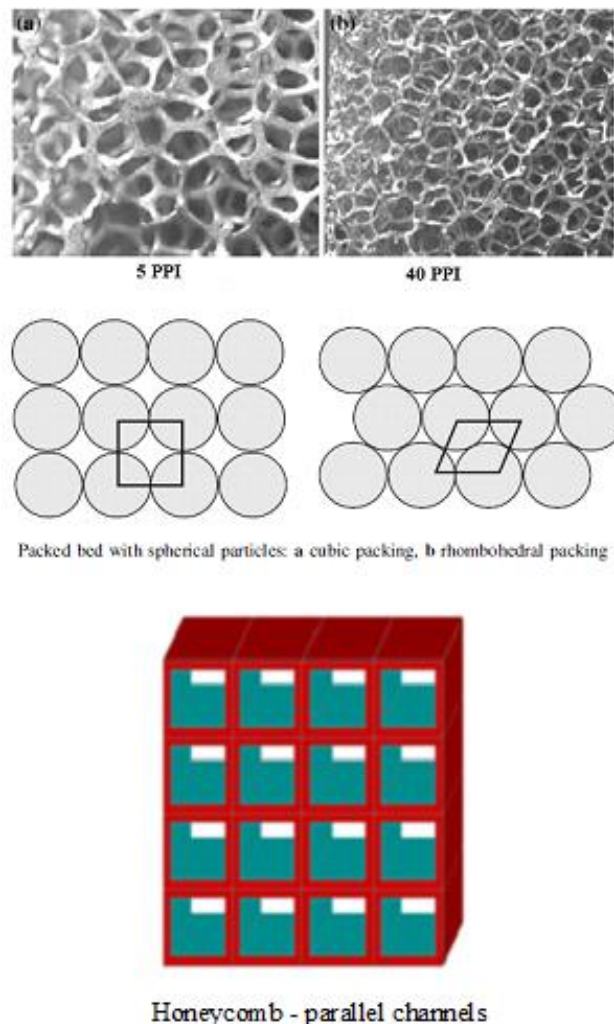 (a) (b)
5 PPI 40 PPI
Packed bed with spherical particles: a cubic packing, b rhombohedral packing
Honeycomb - parallel channels